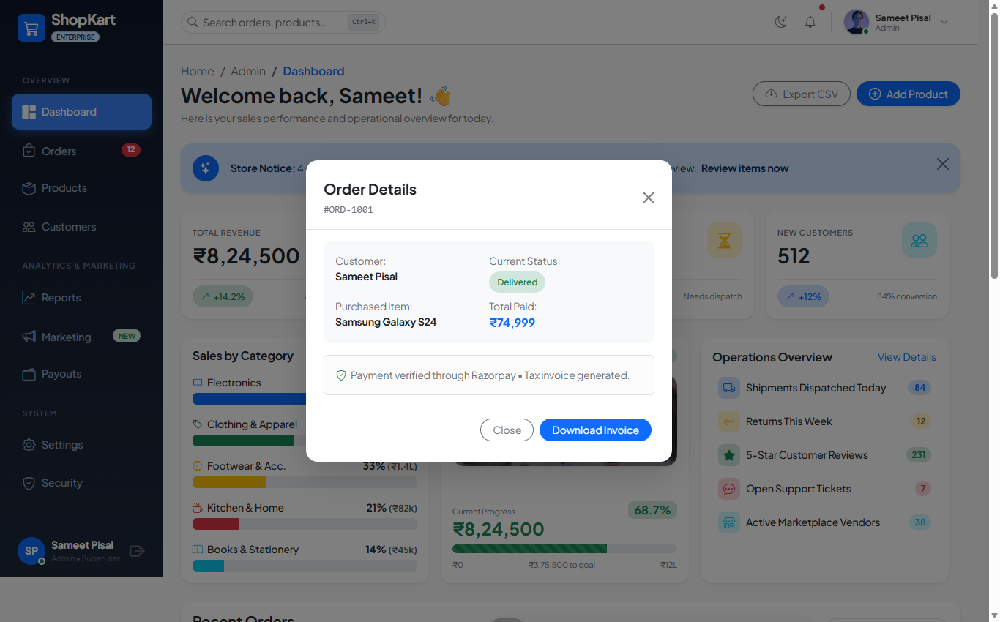 ShopKart
ENTERPRISE
OVERVIEW
Dashboard
Orders 12
Products
Customers
ANALYTICS & MARKETING
Reports
Marketing NEW
Payouts
SYSTEM
Settings
Security
SP
Sameet Pisal
Admin • Superuser
Search orders, products.. Ctrl+K
Sameet Pisal
Admin
Home / Admin / Dashboard
Welcome back, Sameet! 👋
Here is your sales performance and operational overview for today.
Export CSV
Add Product
Store Notice: 4
Review items now
TOTAL REVENUE
₹8,24,500
+14.2%
Needs dispatch
NEW CUSTOMERS
512
+12%
84% conversion
Order Details
#ORD-1001
Customer:
Sameet Pisal
Current Status:
Delivered
Purchased Item:
Samsung Galaxy S24
Total Paid:
₹74,999
Payment verified through Razorpay • Tax invoice generated.
Close
Download Invoice
Sales by Category
Electronics
Clothing & Apparel
Footwear & Acc. 33% (₹1.4L)
Kitchen & Home 21% (₹82k)
Books & Stationery 14% (₹45k)
Current Progress
₹8,24,500
68.7%
₹0 ₹3,75,500 to goal ₹12L
Operations Overview View Details
Shipments Dispatched Today 84
Returns This Week 12
5-Star Customer Reviews 231
Open Support Tickets 7
Active Marketplace Vendors 38
Recent Orders